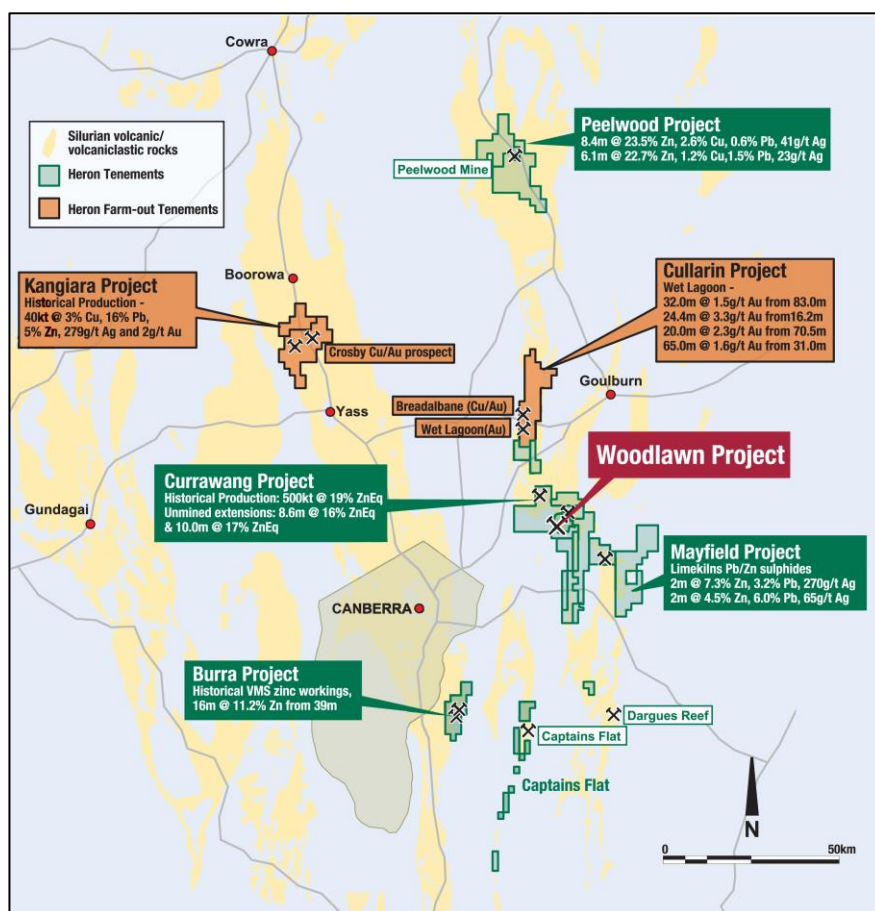 Cowra
Silurian volcanic/
volcaniclastic rocks
Heron Tenements
Heron Farm-out Tenements
Peelwood Project
8.4m @ 23.5% Zn, 2.6% Cu, 0.6% Pb, 41g/t Ag
6.1m @ 22.7% Zn, 1.2% Cu,1.5% Pb, 23g/t Ag
Peelwood Mine
Boorowa
Kangiara Project
Historical Production -
40kt @ 3% Cu, 16% Pb,
5% Zn, 279g/t Ag and 2g/t Au
Crosby Cu/Au prospect
Cullarin Project
Wet Lagoon -
32.0m @ 1.5g/t Au from 83.0m
24.4m @ 3.3g/t Au from16.2m
20.0m @ 2.3g/t Au from 70.5m
65.0m @ 1.6g/t Au from 31.0m
Goulburn
Yass
Breadalbane (Cu/Au)
Wet Lagoon(Au)
Woodlawn Project
Currawang Project
Historical Production: 500kt @ 19% ZnEq
Unmined extensions: 8.6m @ 16% ZnEq
& 10.0m @ 17% ZnEq
Gundagai
Mayfield Project
Limekilns Pb/Zn sulphides
2m @ 7.3% Zn, 3.2% Pb, 270g/t Ag
2m @ 4.5% Zn, 6.0% Pb, 65g/t Ag
CANBERRA
Burra Project
Historical VMS zinc workings,
16m @ 11.2% Zn from 39m
Dargues Reef
Captains Flat
Captains Flat
N
0
50km